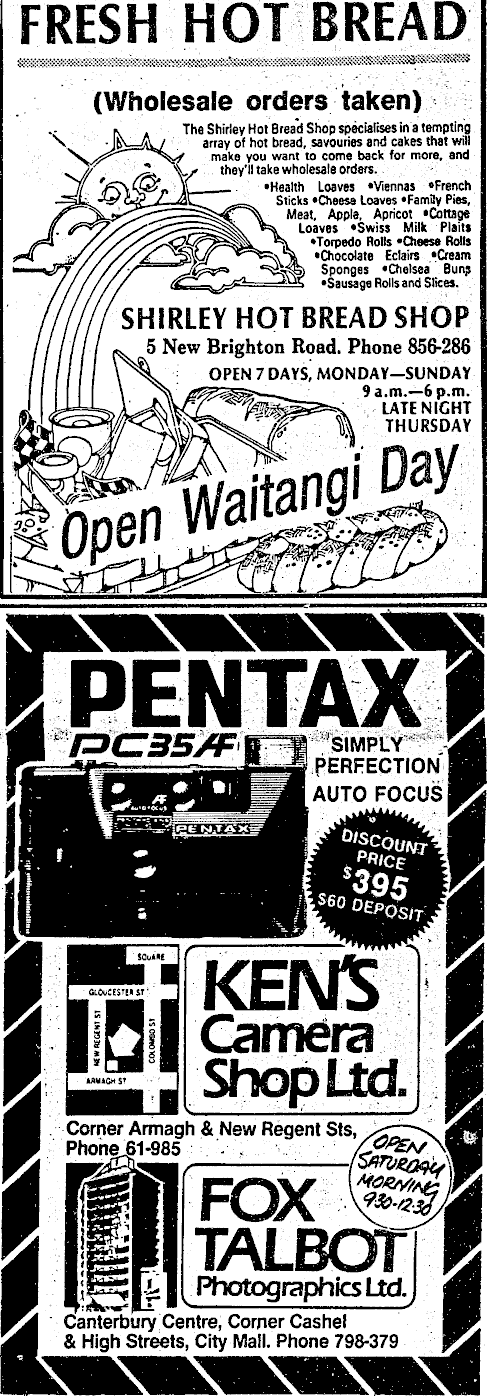 FRESH HOT BREAD
(Wholesale orders taken)
The Shirley Hot Bread Shop specialises in a tempting
array of hot bread, savouries and cakes that will
make you want to come back for more, and
they'll take wholesale orders.
•Health Loaves •Viennas •French
Sticks •Cheese Loaves •Family Pies,
Meat, Apple, Apricot •Cottage
Loaves •Swiss Milk Plaits
•Torpedo Rolls •Cheese Rolls
•Chocolate Eclairs •Cream
Sponges •Chelsea Buns
•Sausage Rolls and Slices.
SHIRLEY HOT BREAD SHOP
5 New Brighton Road. Phone 856-286
OPEN 7 DAYS, MONDAY—SUNDAY
9 a.m.—6 p.m.
LATE NIGHT
THURSDAY
Open Waitangi Day
PENTAX
PC35AF
SIMPLY
PERFECTION
AUTO FOCUS
AF
AUTOFOCUS
PENTAX
DISCOUNT
PRICE
$395
$60 DEPOSIT
SQUARE
GLOUCESTER ST
NEW REGENT ST
COLOMBO ST
ARMAGH ST
KEN'S
Camera
Shop Ltd.
Corner Armagh & New Regent Sts,
Phone 61-985
OPEN
SATURDAY
MORNING
930-12:30
FOX
TALBOT
Photographics Ltd.
Canterbury Centre, Corner Cashel
& High Streets, City Mall. Phone 798-379